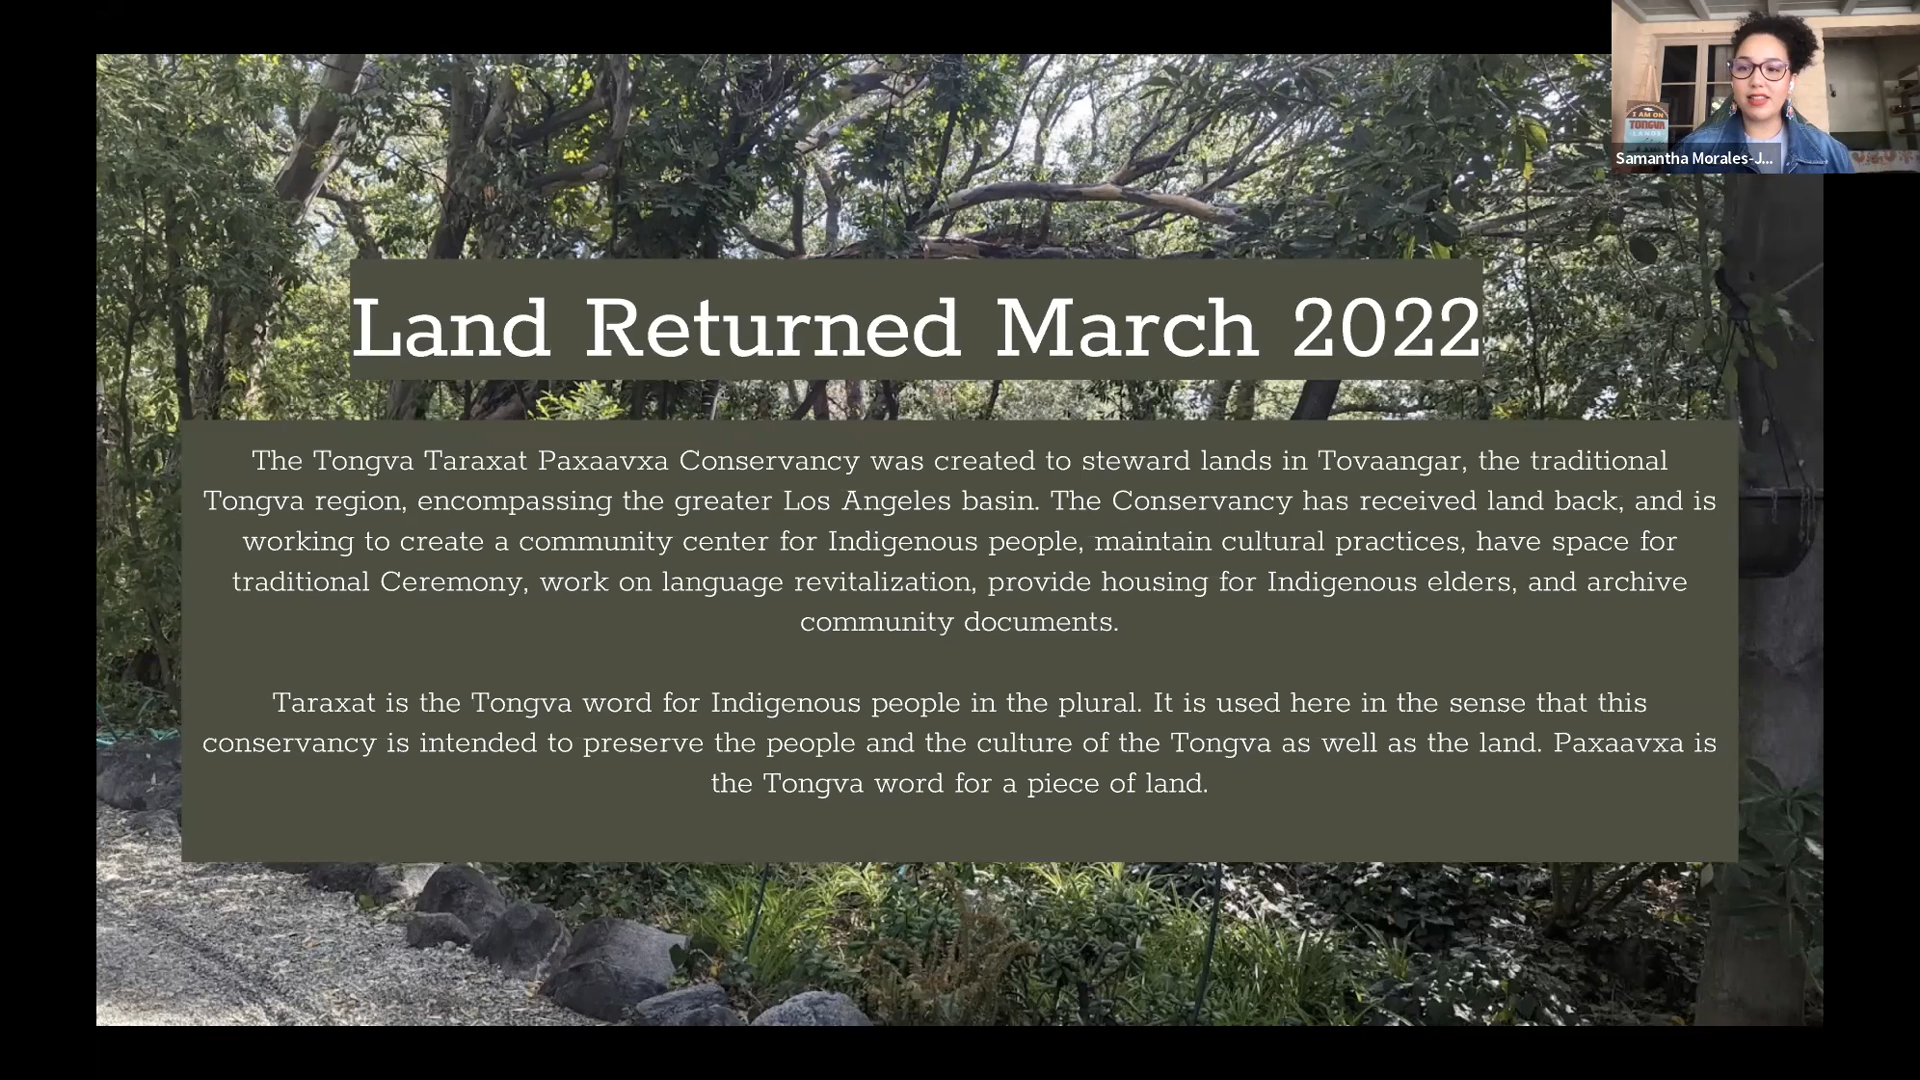 I AM ON
TONGVA
LANDS
Samantha Morales-J...
Land Returned March 2022
The Tongva Taraxat Paxaavxa Conservancy was created to steward lands in Tovaangar, the traditional
Tongva region, encompassing the greater Los Angeles basin. The Conservancy has received land back, and is
working to create a community center for Indigenous people, maintain cultural practices, have space for
traditional Ceremony, work on language revitalization, provide housing for Indigenous elders, and archive
community documents.
Taraxat is the Tongva word for Indigenous people in the plural. It is used here in the sense that this
conservancy is intended to preserve the people and the culture of the Tongva as well as the land. Paxaavxa is
the Tongva word for a piece of land.